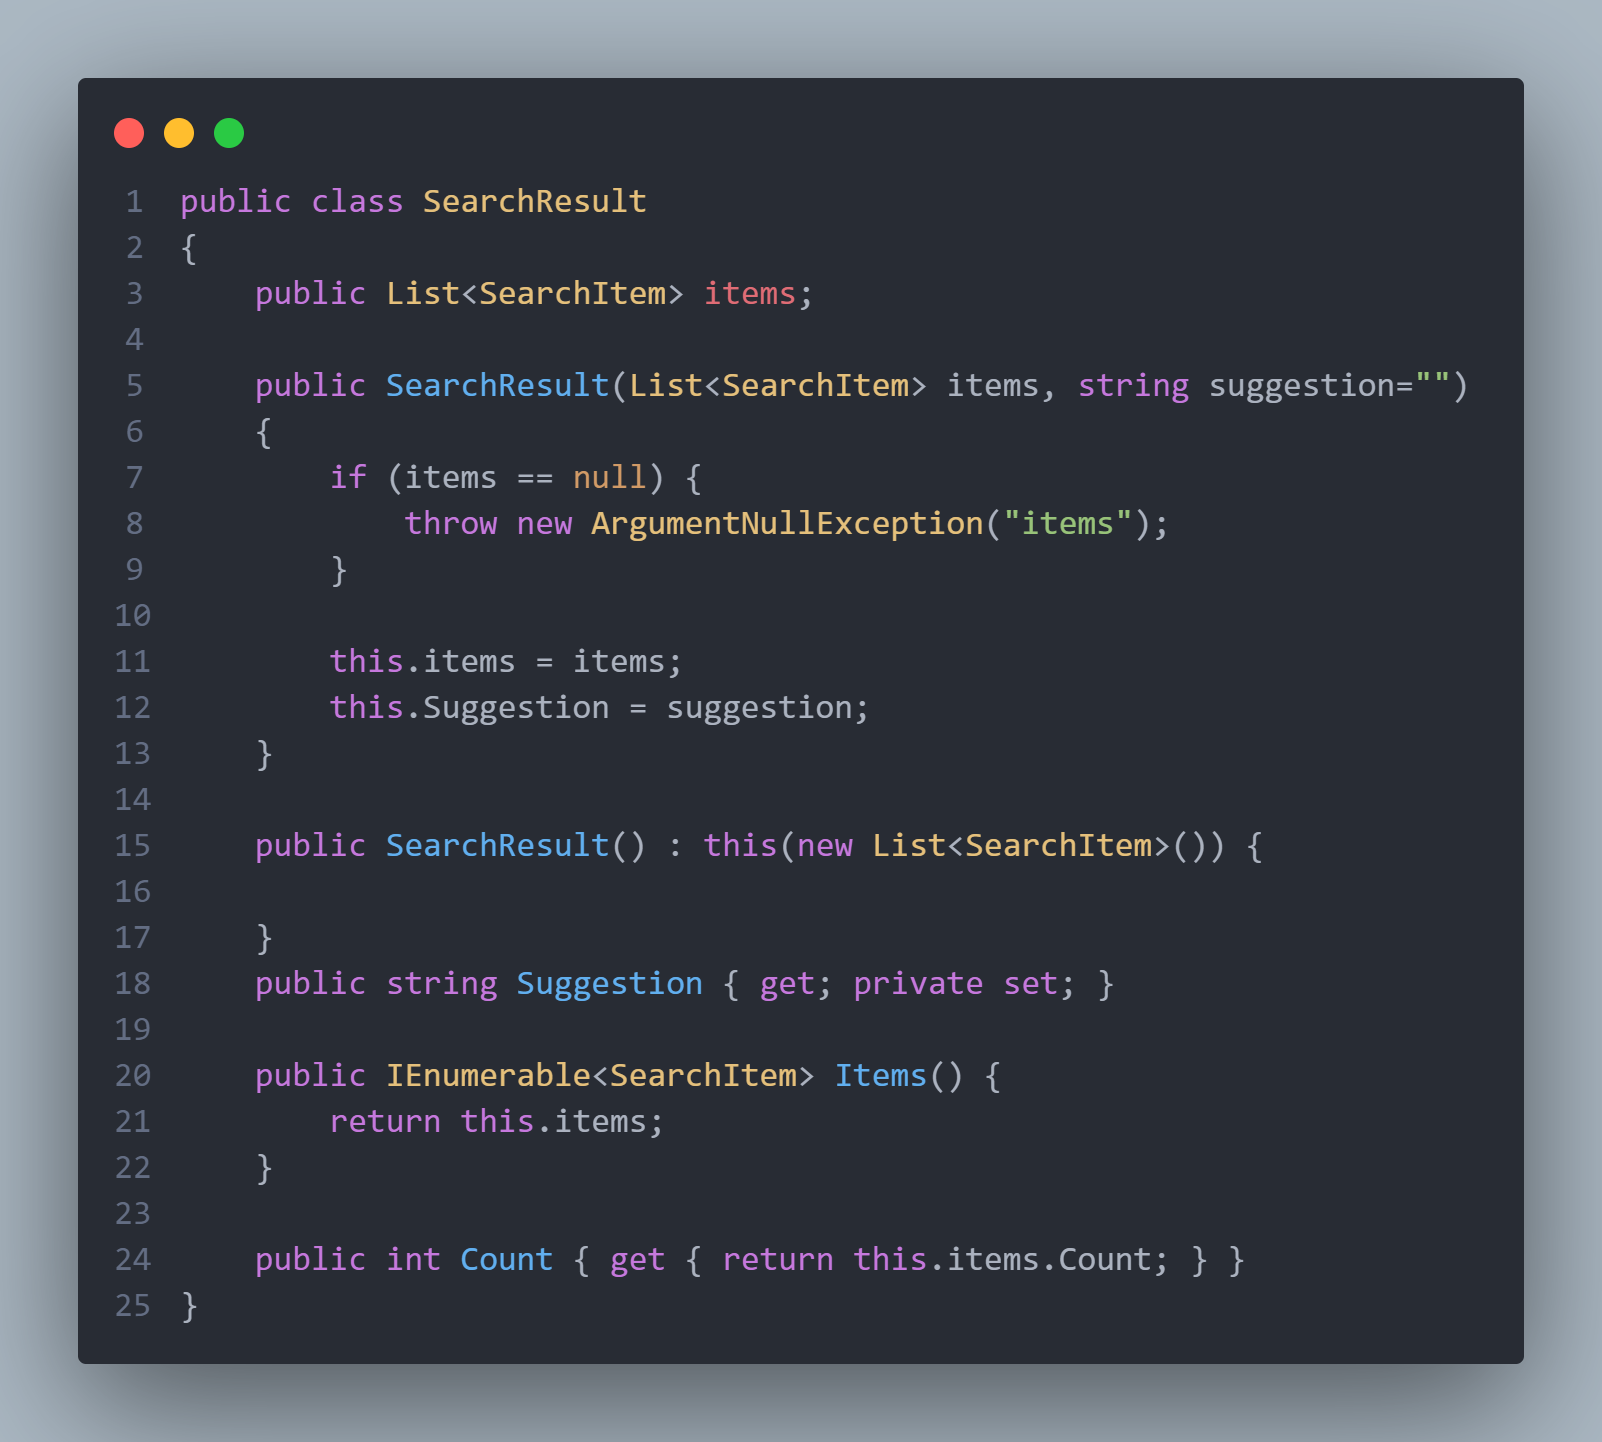 1 public class SearchResult
2 {
3     public List<SearchItem> items;
4
5     public SearchResult(List<SearchItem> items, string suggestion="")
6     {
7         if (items == null) {
8             throw new ArgumentNullException("items");
9         }
10
11         this.items = items;
12         this.Suggestion = suggestion;
13     }
14
15     public SearchResult() : this(new List<SearchItem>()) {
16
17     }
18     public string Suggestion { get; private set; }
19
20     public IEnumerable<SearchItem> Items() {
21         return this.items;
22     }
23
24     public int Count { get { return this.items.Count; } }
25 }